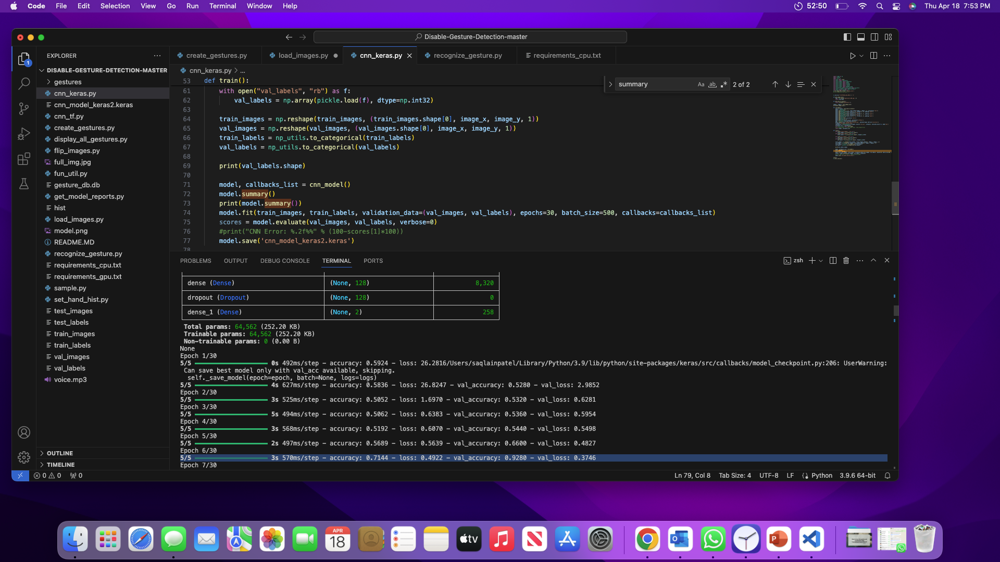 Code File Edit Selection View Go Run Terminal Window Help 52:50 Thu Apr 18 7:53 PM
Disable-Gesture-Detection-master
EXPLORER
create_gestures.py load_images.py cnn_keras.py recognize_gesture.py requirements_cpu.txt
1
DISABLE-GESTURE-DETECTION-MASTER
gestures
cnn_keras.py
cnn_model_keras2.keras
cnn_tf.py
create_gestures.py
display_all_gestures.py
flip_images.py
full_img.jpg
fun_util.py
gesture_db.db
get_model_reports.py
hist
load_images.py
model.png
README.MD
recognize_gesture.py
requirements_cpu.txt
requirements_gpu.txt
sample.py
set_hand_hist.py
test_images
test_labels
train_images
train_labels
val_images
val_labels
voice.mp3
OUTLINE
TIMELINE
cnn_keras.py > ...
summary Aa ab 2 of 2
53 def train():
61 with open("val_labels", "rb") as f:
62 val_labels = np.array(pickle.load(f), dtype=np.int32)
63
64 train_images = np.reshape(train_images, (train_images.shape[0], image_x, image_y, 1))
65 val_images = np.reshape(val_images, (val_images.shape[0], image_x, image_y, 1))
66 train_labels = np_utils.to_categorical(train_labels)
67 val_labels = np_utils.to_categorical(val_labels)
68
69 print(val_labels.shape)
70
71 model, callbacks_list = cnn_model()
72 model.summary()
73 print(model.summary())
74 model.fit(train_images, train_labels, validation_data=(val_images, val_labels), epochs=30, batch_size=500, callbacks=callbacks_list)
75 scores = model.evaluate(val_images, val_labels, verbose=0)
76 #print("CNN Error: %.2f%%" % (100-scores[1]*100))
77 model.save('cnn_model_keras2.keras')
78
PROBLEMS OUTPUT DEBUG CONSOLE TERMINAL PORTS zsh
dense (Dense) (None, 128) 8,320
dropout (Dropout) (None, 128) 0
dense_1 (Dense) (None, 2) 258
Total params: 64,562 (252.20 KB)
Trainable params: 64,562 (252.20 KB)
Non-trainable params: 0 (0.00 B)
None
Epoch 1/30
5/5 0s 492ms/step - accuracy: 0.5924 - loss: 26.2816/Users/saqlainpatel/Library/Python/3.9/lib/python/site-packages/keras/src/callbacks/model_checkpoint.py:206: UserWarning:
Can save best model only with val_acc available, skipping.
self._save_model(epoch=epoch, batch=None, logs=logs)
5/5 4s 627ms/step - accuracy: 0.5836 - loss: 26.8247 - val_accuracy: 0.5280 - val_loss: 2.9852
Epoch 2/30
5/5 3s 525ms/step - accuracy: 0.5052 - loss: 1.6970 - val_accuracy: 0.5320 - val_loss: 0.6281
Epoch 3/30
5/5 5s 494ms/step - accuracy: 0.5062 - loss: 0.6383 - val_accuracy: 0.5360 - val_loss: 0.5954
Epoch 4/30
5/5 3s 568ms/step - accuracy: 0.5192 - loss: 0.6070 - val_accuracy: 0.5440 - val_loss: 0.5498
Epoch 5/30
5/5 2s 497ms/step - accuracy: 0.5689 - loss: 0.5639 - val_accuracy: 0.6600 - val_loss: 0.4827
Epoch 6/30
5/5 3s 570ms/step - accuracy: 0.7144 - loss: 0.4922 - val_accuracy: 0.9280 - val_loss: 0.3746
Epoch 7/30
0 0 0 Ln 79, Col 8 Tab Size: 4 UTF-8 LF Python 3.9.6 64-bit
APR
18
tv